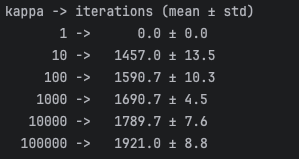 kappa -> iterations (mean ± std)
1 -> 0.0 ± 0.0
10 -> 1457.0 ± 13.5
100 -> 1590.7 ± 10.3
1000 -> 1690.7 ± 4.5
10000 -> 1789.7 ± 7.6
100000 -> 1921.0 ± 8.8